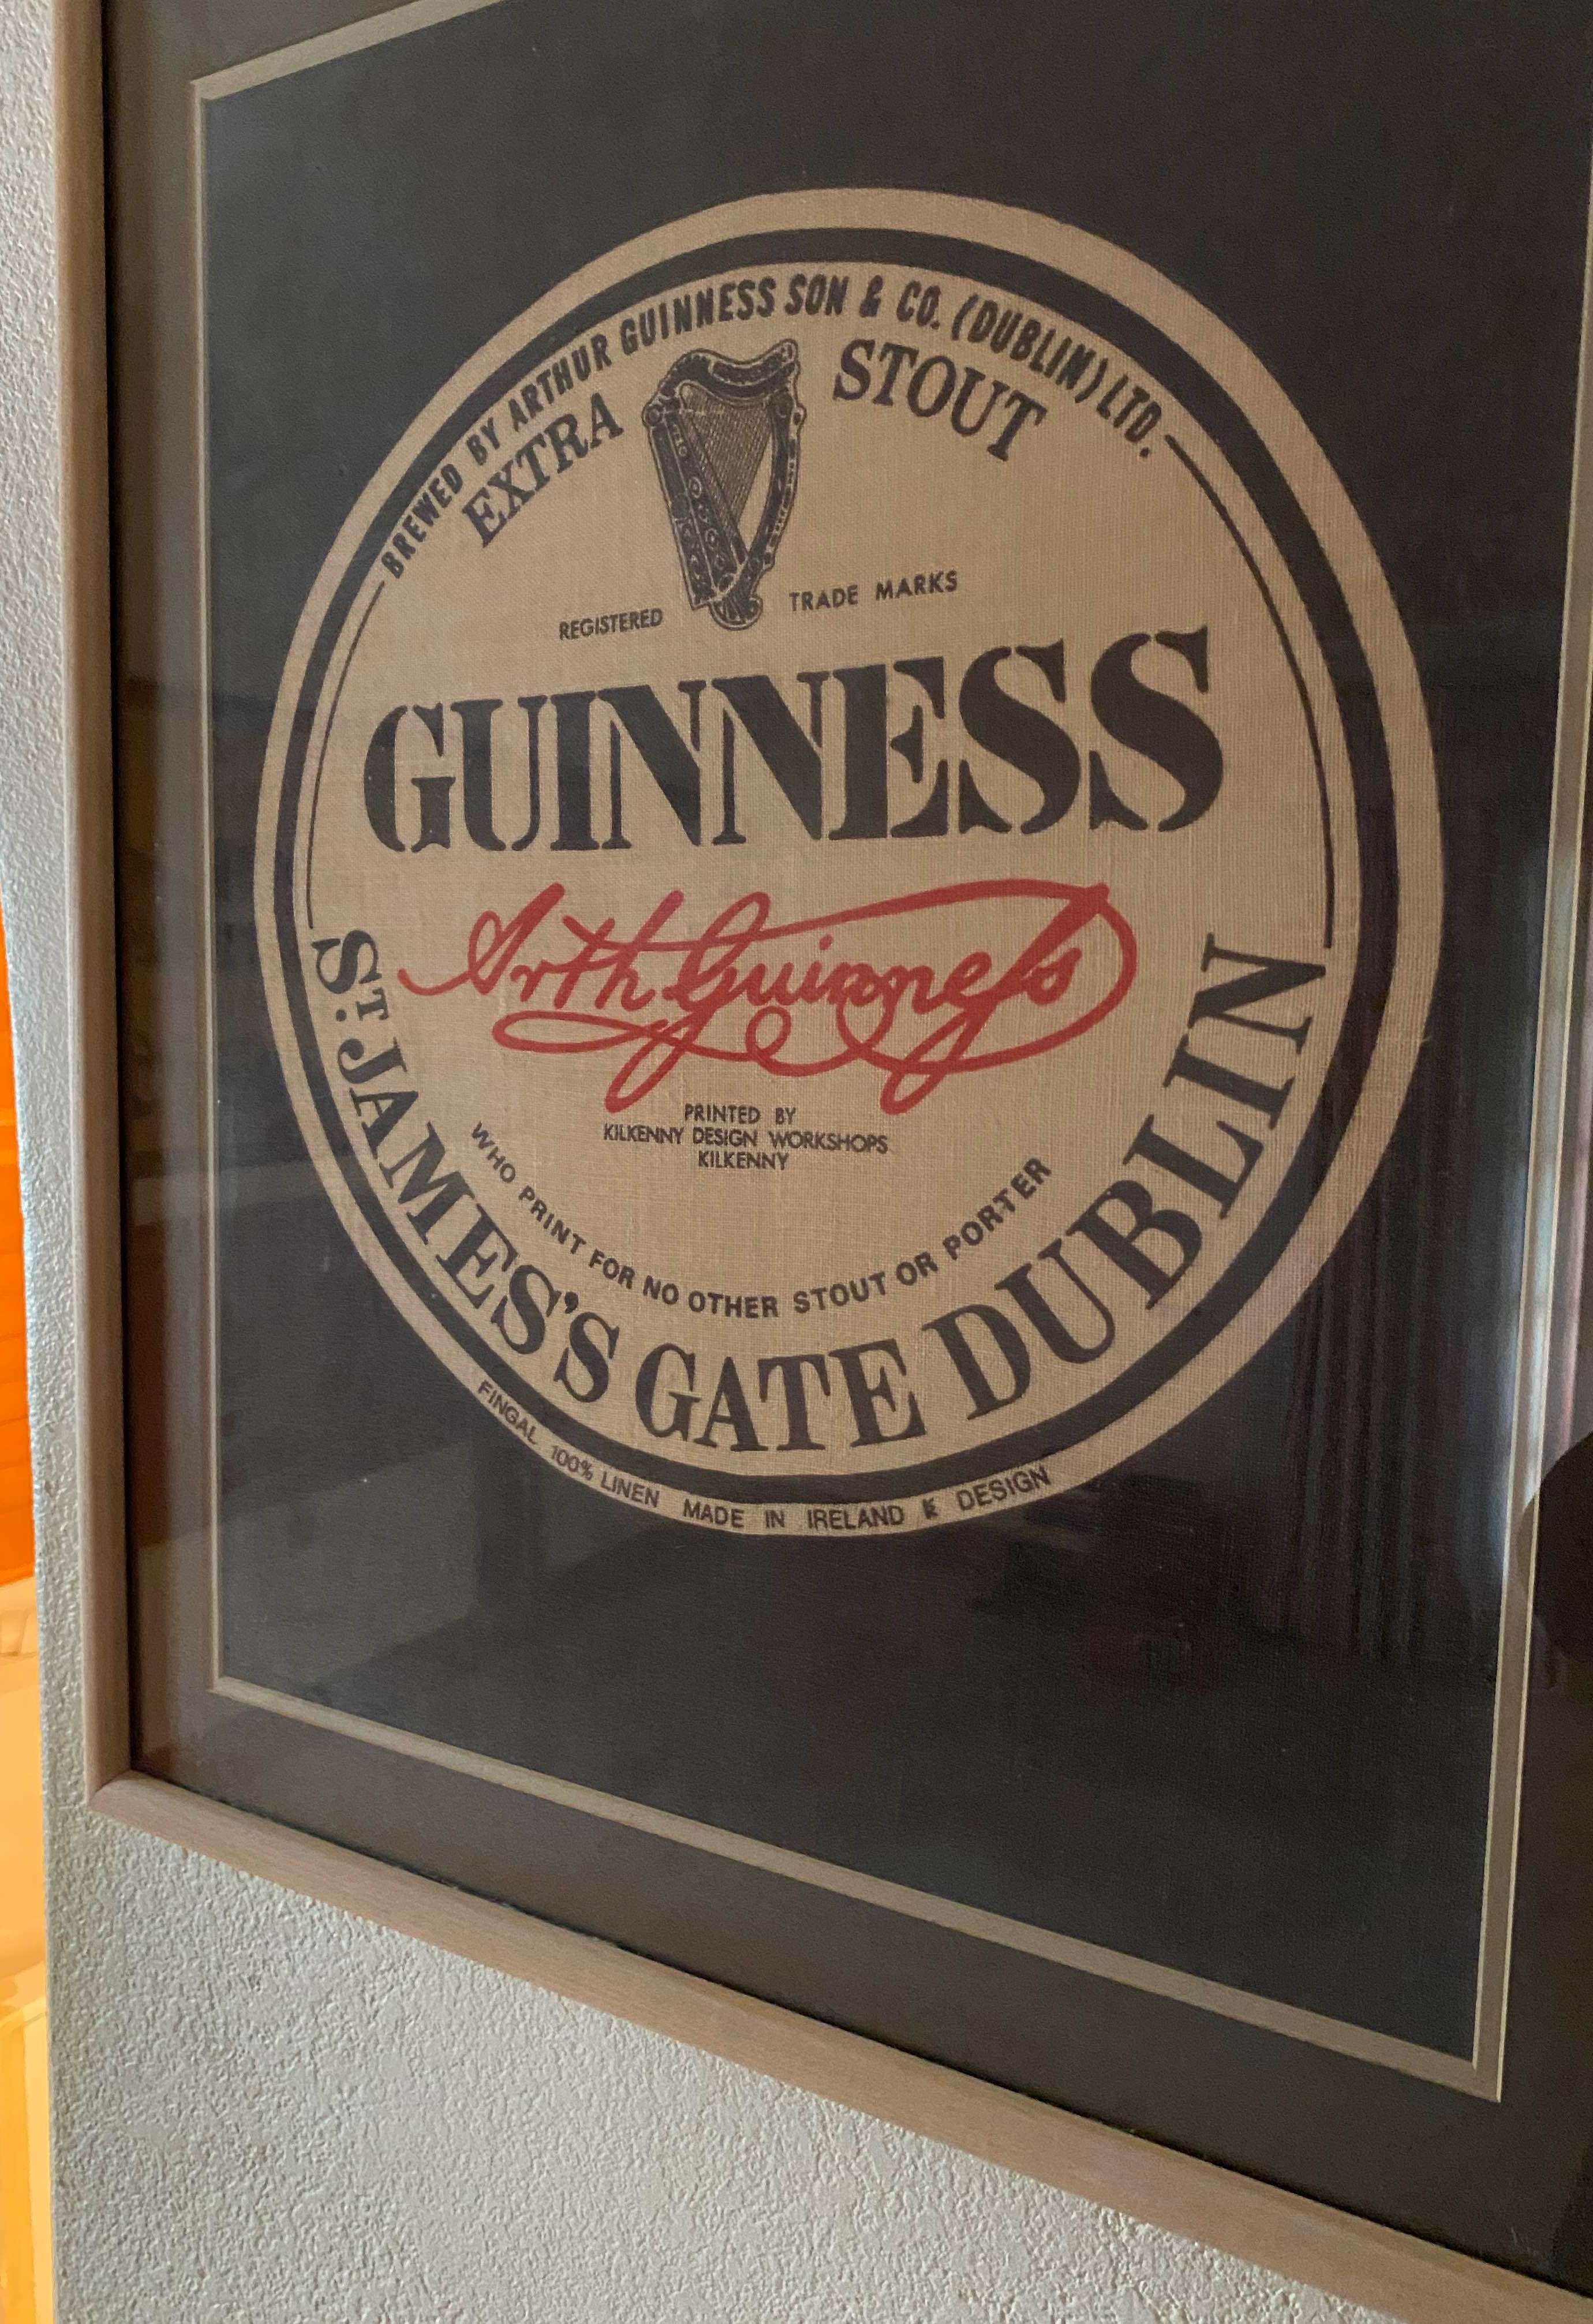 BREWED BY ARTHUR GUINNESS SON & CO. (DUBLIN) LTD.
EXTRA STOUT
REGISTERED TRADE MARKS
GUINNESS
Arth Guinness
PRINTED BY
KILKENNY DESIGN WORKSHOPS
KILKENNY
WHO PRINT FOR NO OTHER STOUT OR PORTER
ST. JAMES'S GATE DUBLIN
FINGAL 100% LINEN MADE IN IRELAND K DESIGN